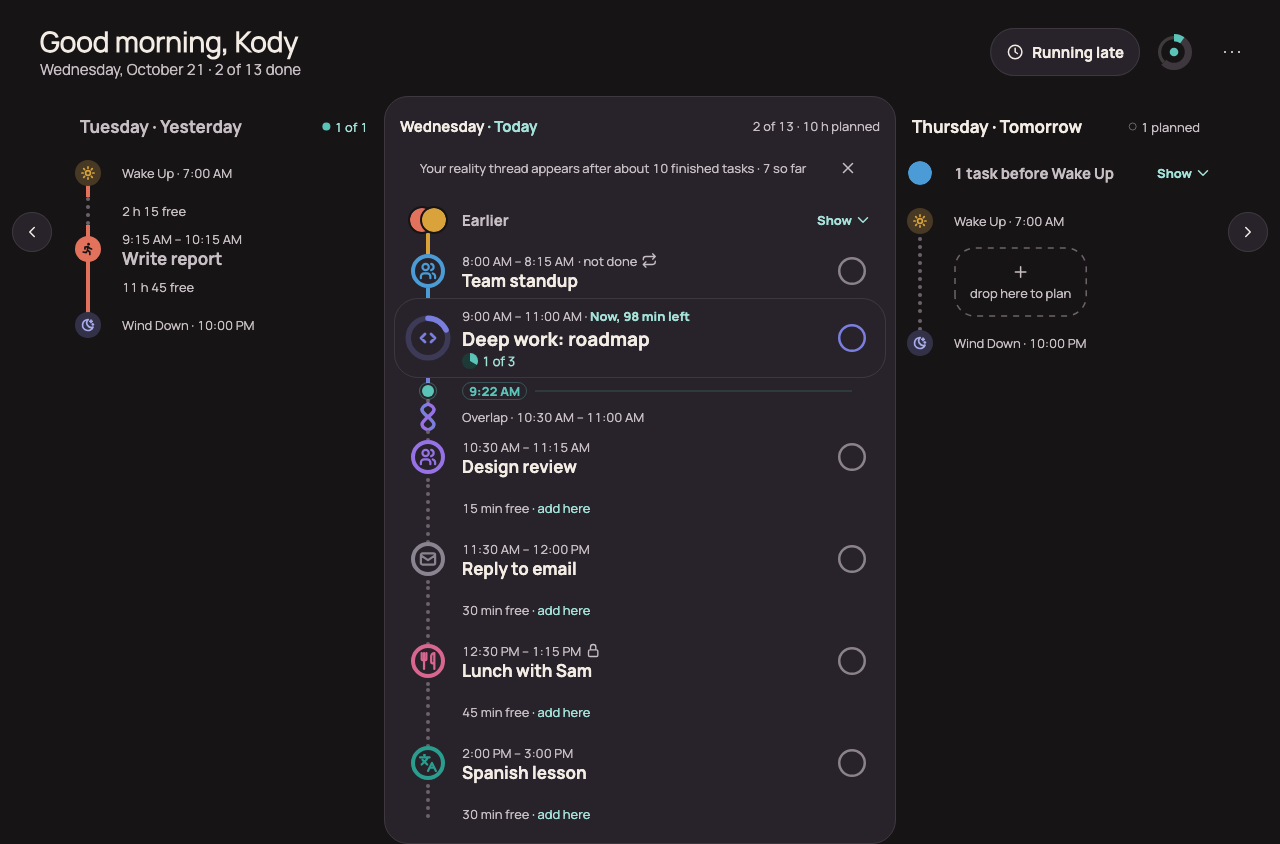 Good morning, Kody
Wednesday, October 21 · 2 of 13 done
Running late
Tuesday · Yesterday
1 of 1
Wake Up · 7:00 AM
2 h 15 free
9:15 AM – 10:15 AM
Write report
11 h 45 free
Wind Down · 10:00 PM
Wednesday · Today
2 of 13 · 10 h planned
Your reality thread appears after about 10 finished tasks · 7 so far
Earlier
Show
8:00 AM – 8:15 AM · not done
Team standup
9:00 AM – 11:00 AM · Now, 98 min left
Deep work: roadmap
1 of 3
9:22 AM
Overlap · 10:30 AM – 11:00 AM
10:30 AM – 11:15 AM
Design review
15 min free · add here
11:30 AM – 12:00 PM
Reply to email
30 min free · add here
12:30 PM – 1:15 PM
Lunch with Sam
45 min free · add here
2:00 PM – 3:00 PM
Spanish lesson
30 min free · add here
Thursday · Tomorrow
1 planned
1 task before Wake Up
Show
Wake Up · 7:00 AM
drop here to plan
Wind Down · 10:00 PM